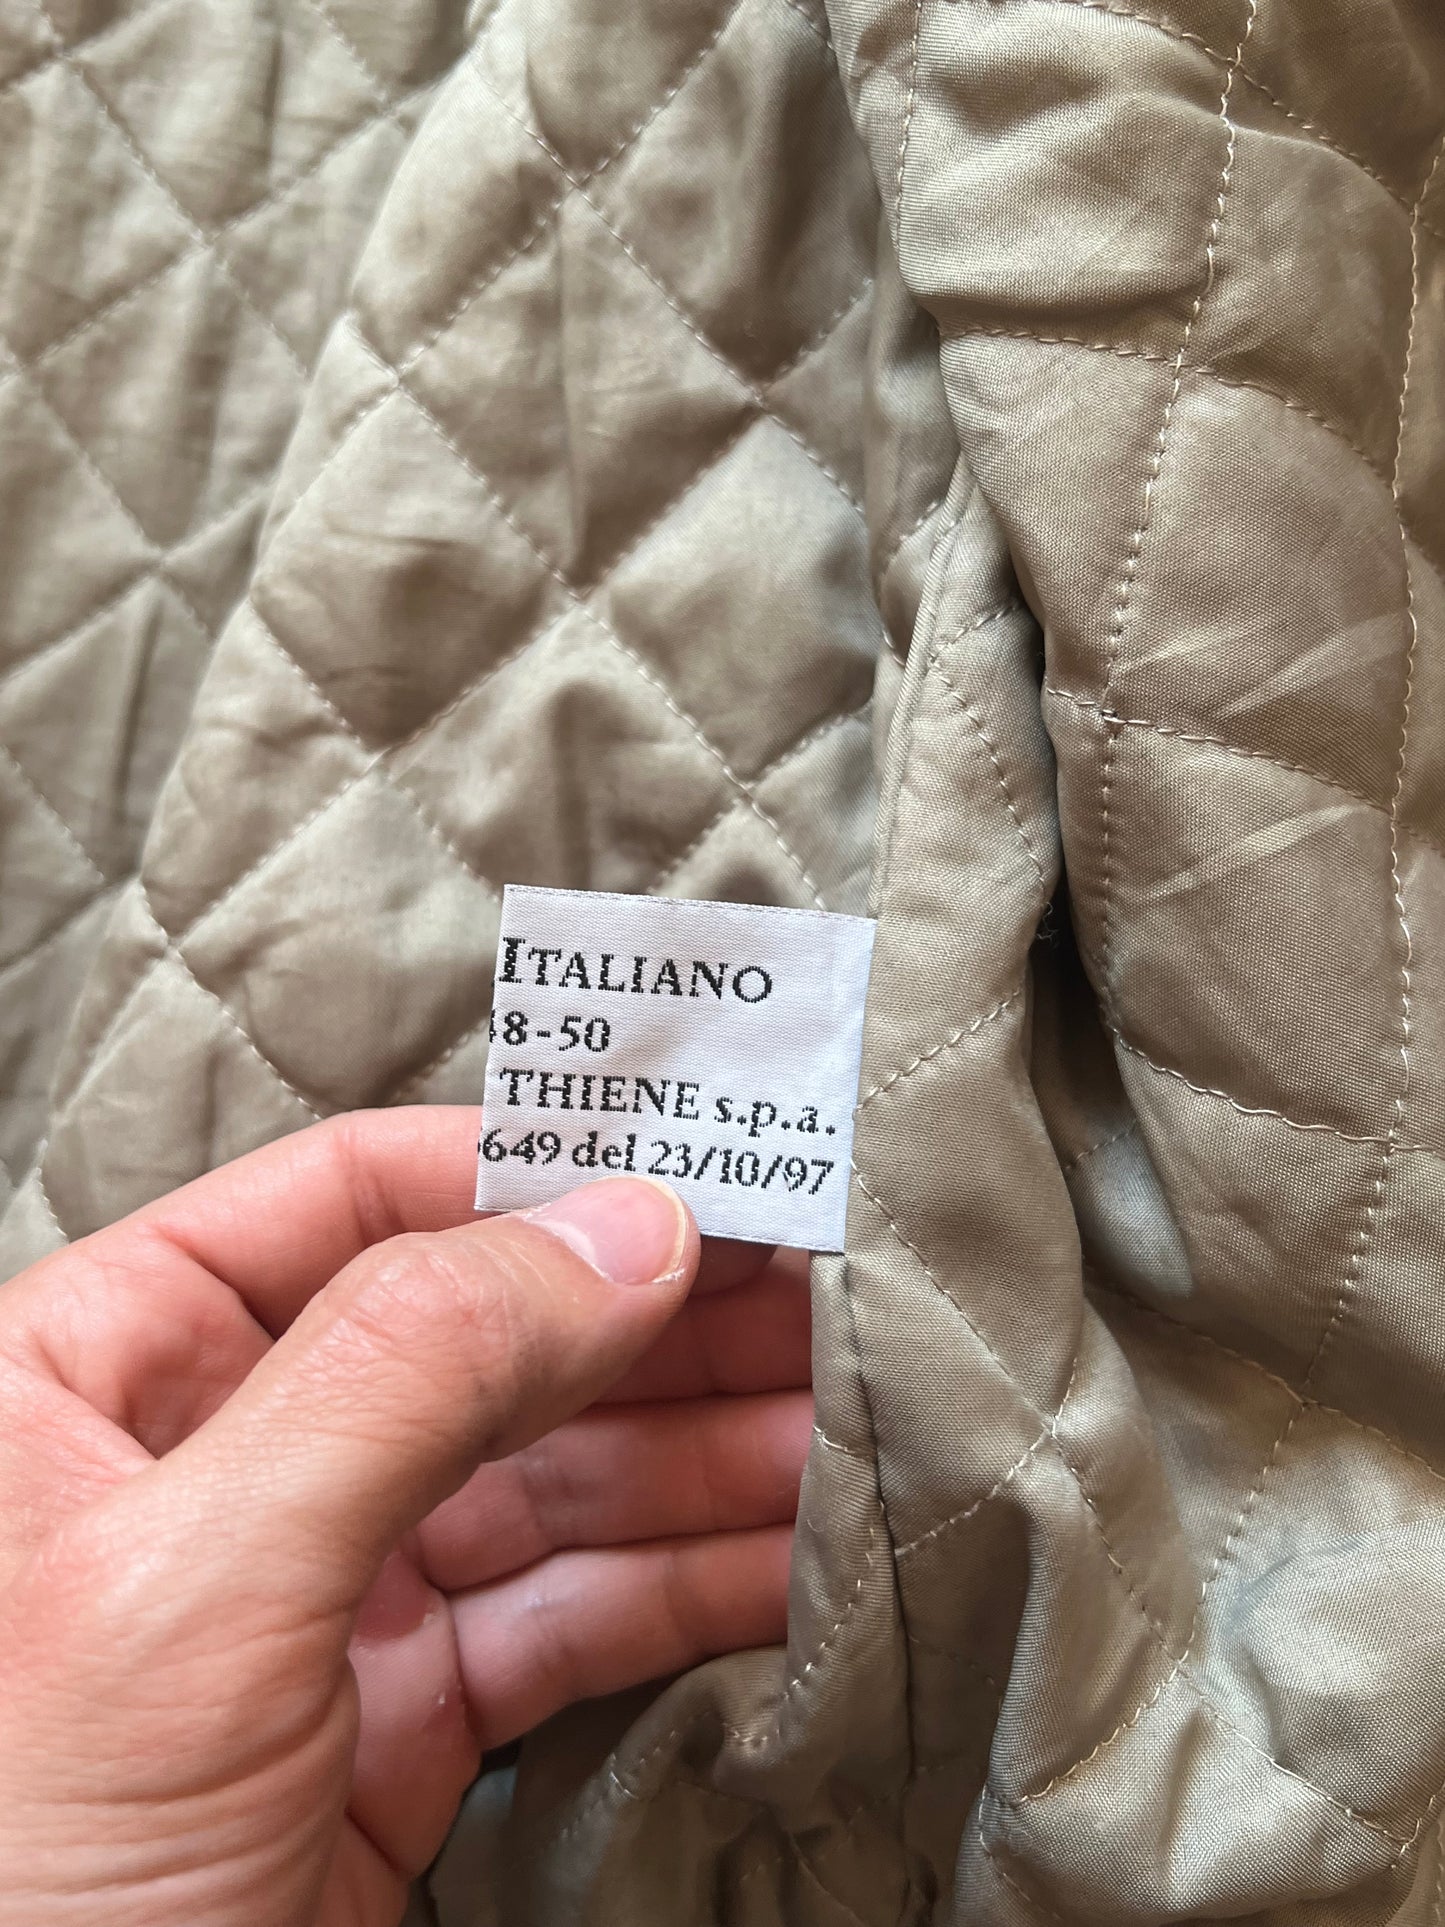 ITALIANO
48-50
THIENE s.p.a.
649 del 23/10/97